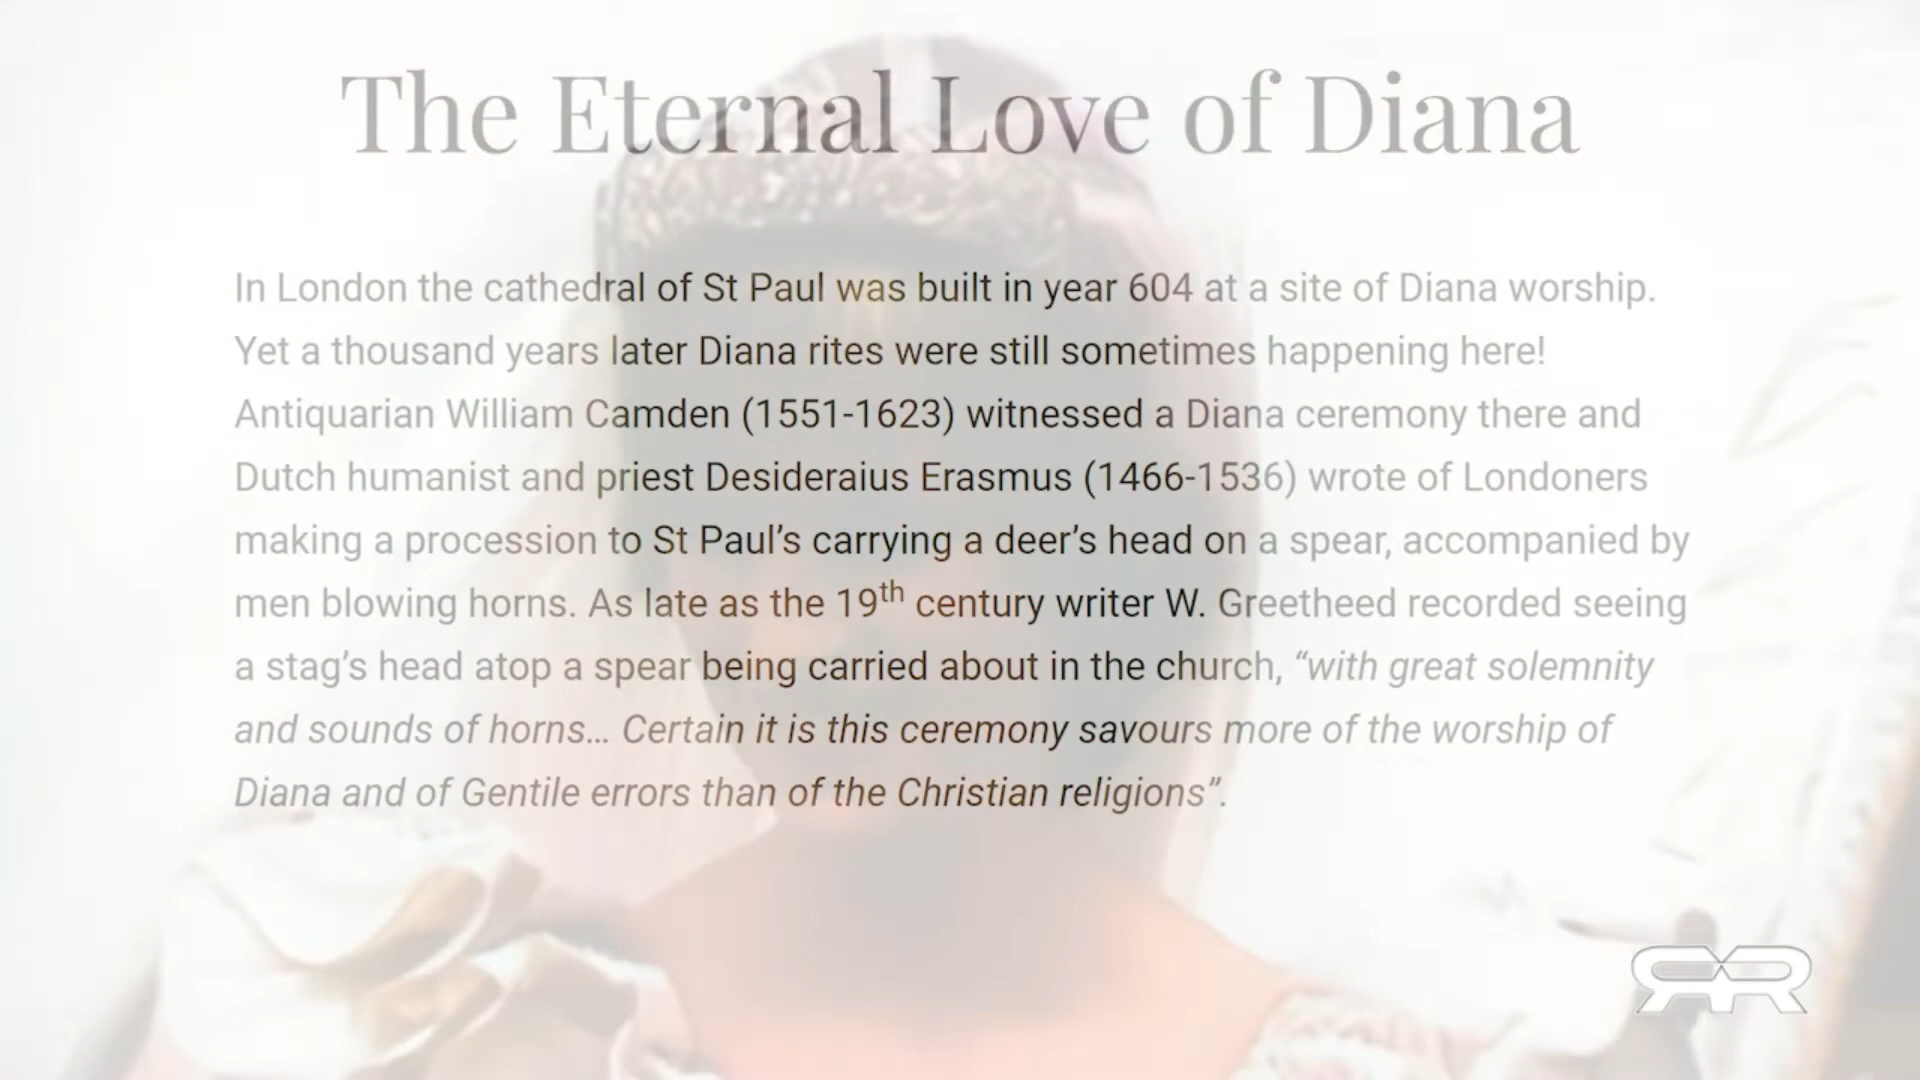 The Eternal Love of Diana
In London the cathedral of St Paul was built in year 604 at a site of Diana worship.
Yet a thousand years later Diana rites were still sometimes happening here!
Antiquarian William Camden (1551-1623) witnessed a Diana ceremony there and
Dutch humanist and priest Desideraius Erasmus (1466-1536) wrote of Londoners
making a procession to St Paul’s carrying a deer’s head on a spear, accompanied by
men blowing horns. As late as the 19th century writer W. Greetheed recorded seeing
a stag’s head atop a spear being carried about in the church, “with great solemnity
and sounds of horns… Certain it is this ceremony savours more of the worship of
Diana and of Gentile errors than of the Christian religions”.
RR